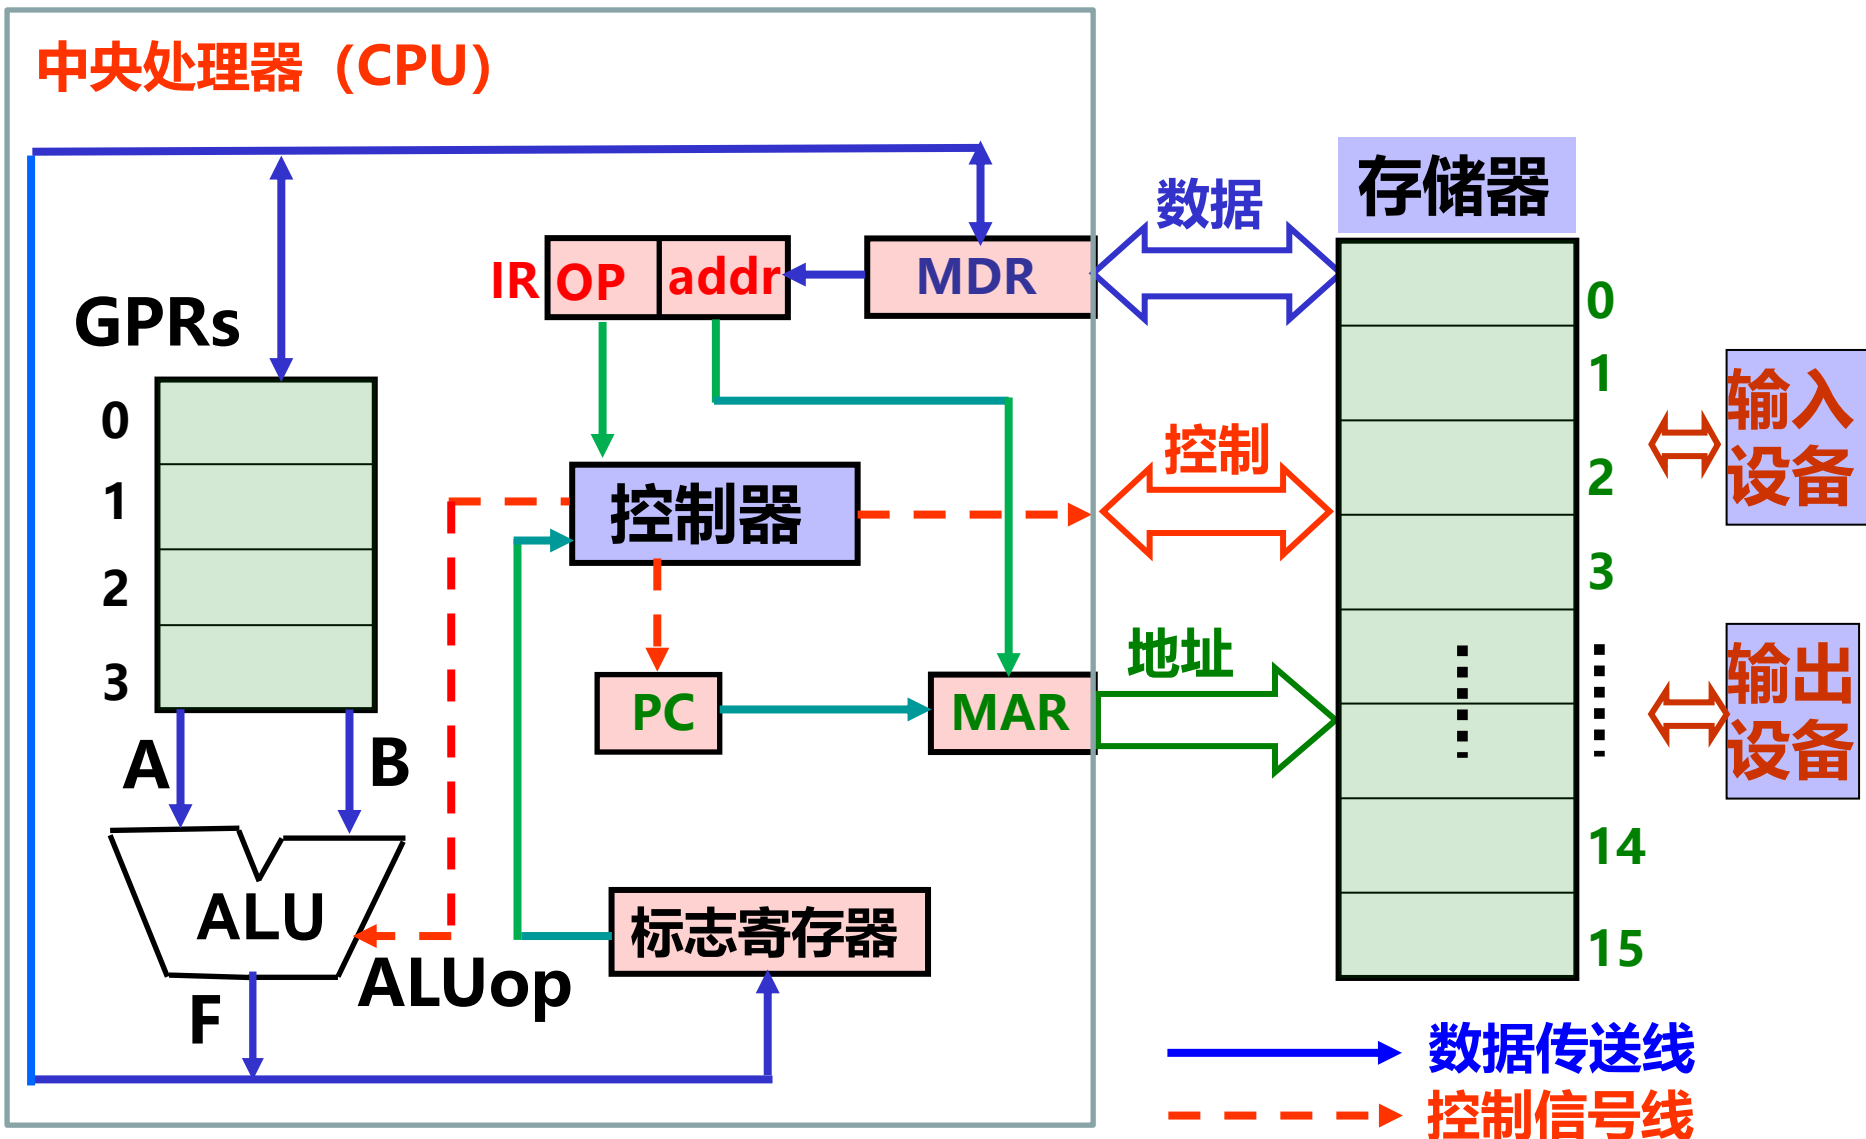 中央处理器（CPU）
数据
存储器
IR
OP
addr
MDR
GPRs
0
1
2
3
控制器
控制
PC
MAR
地址
A
B
ALU
ALUop
F
标志寄存器
0
1
2
3
14
15
输入
设备
输出
设备
数据传送线
控制信号线